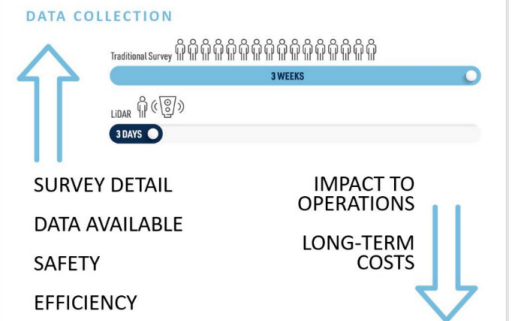 DATA COLLECTION
Traditional Survey
3 WEEKS
LiDAR
3 DAYS
SURVEY DETAIL
DATA AVAILABLE
SAFETY
EFFICIENCY
IMPACT TO
OPERATIONS
LONG-TERM
COSTS